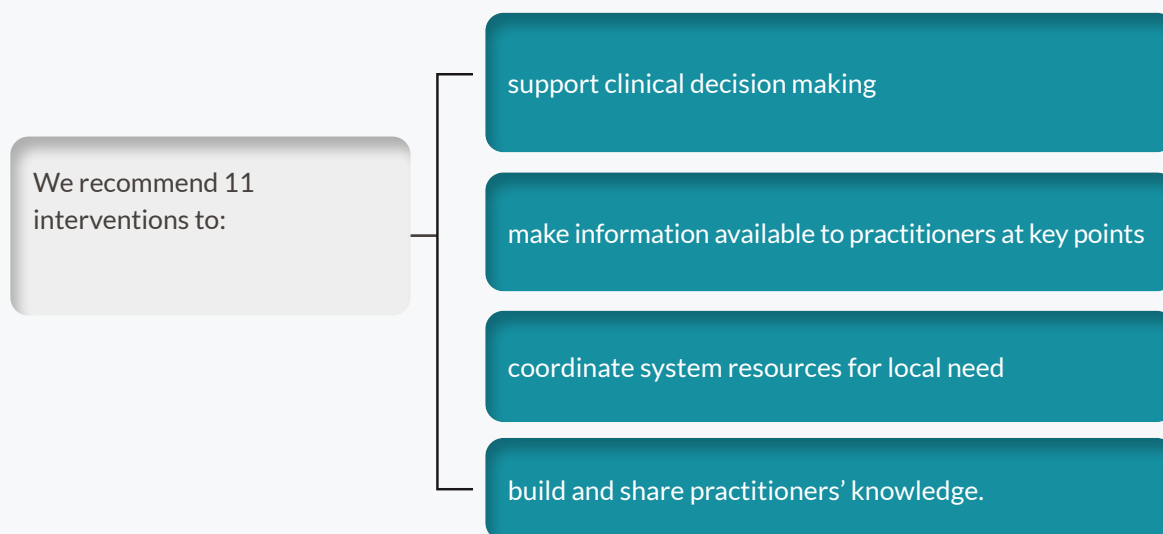 We recommend 11
interventions to:
support clinical decision making
make information available to practitioners at key points
coordinate system resources for local need
build and share practitioners’ knowledge.